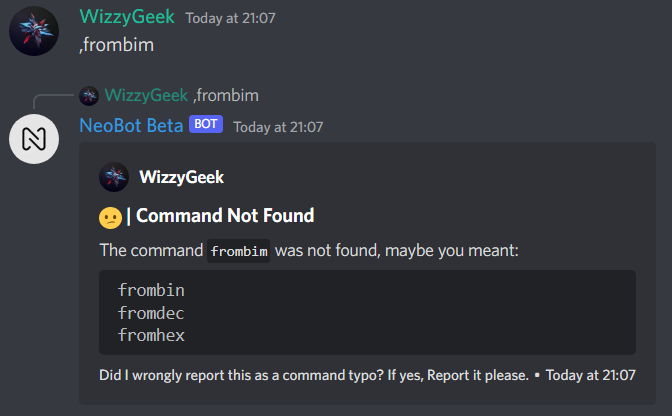 WizzyGeek Today at 21:07
,frombim
WizzyGeek ,frombim
NeoBot Beta BOT Today at 21:07
WizzyGeek
| Command Not Found
The command frombim was not found, maybe you meant:
frombin
fromdec
fromhex
Did I wrongly report this as a command typo? If yes, Report it please. • Today at 21:07